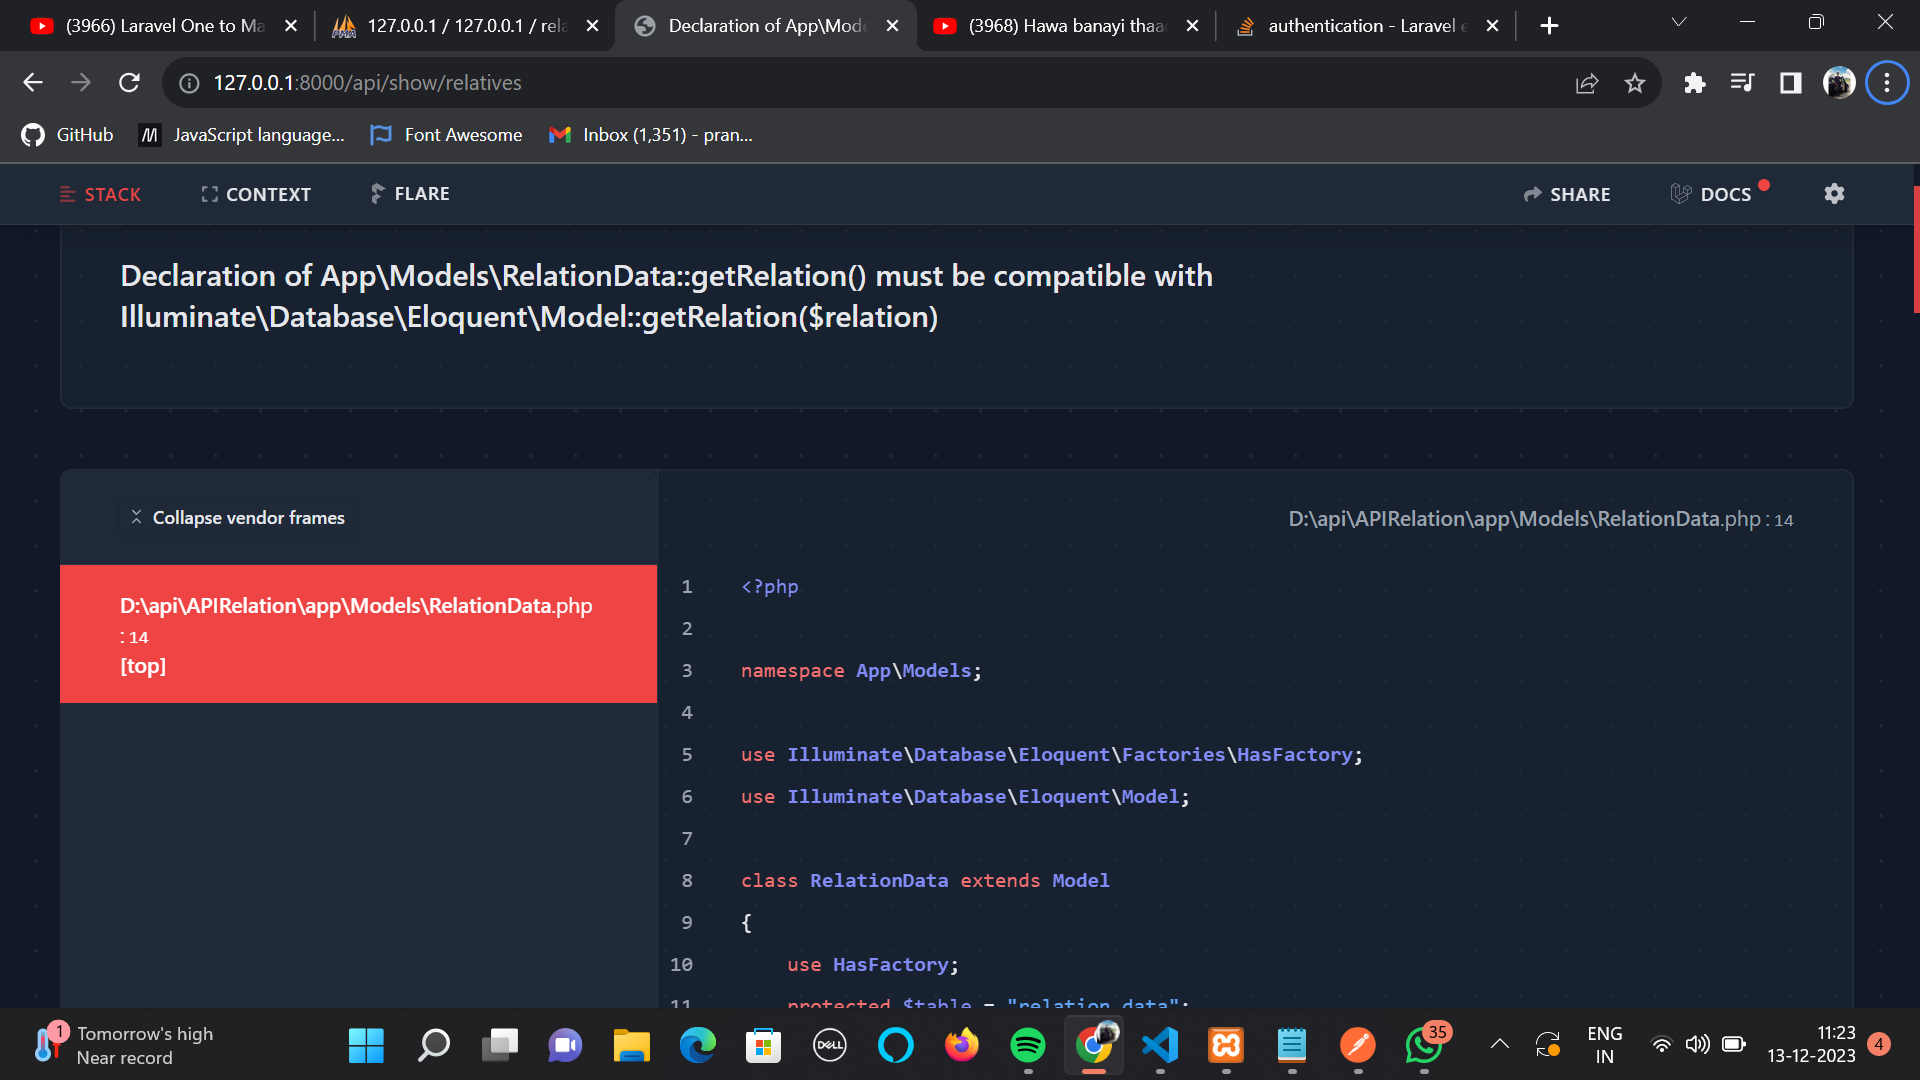 (3966) Laravel One to Ma
127.0.0.1 / 127.0.0.1 / rela
Declaration of App\Mode
(3968) Hawa banayi thaa
authentication - Laravel e
127.0.0.1:8000/api/show/relatives
GitHub
JavaScript language...
Font Awesome
Inbox (1,351) - pran...
STACK
CONTEXT
FLARE
SHARE
DOCS
Declaration of App\Models\RelationData::getRelation() must be compatible with
Illuminate\Database\Eloquent\Model::getRelation($relation)
Collapse vendor frames
D:\api\APIRelation\app\Models\RelationData.php
: 14
[top]
D:\api\APIRelation\app\Models\RelationData.php : 14
1 <?php
2
3 namespace App\Models;
4
5 use Illuminate\Database\Eloquent\Factories\HasFactory;
6 use Illuminate\Database\Eloquent\Model;
7
8 class RelationData extends Model
9 {
10 use HasFactory;
11 protected $table = "relation_data";
1
Tomorrow's high
Near record
DELL
35
ENG
IN
11:23
13-12-2023
4